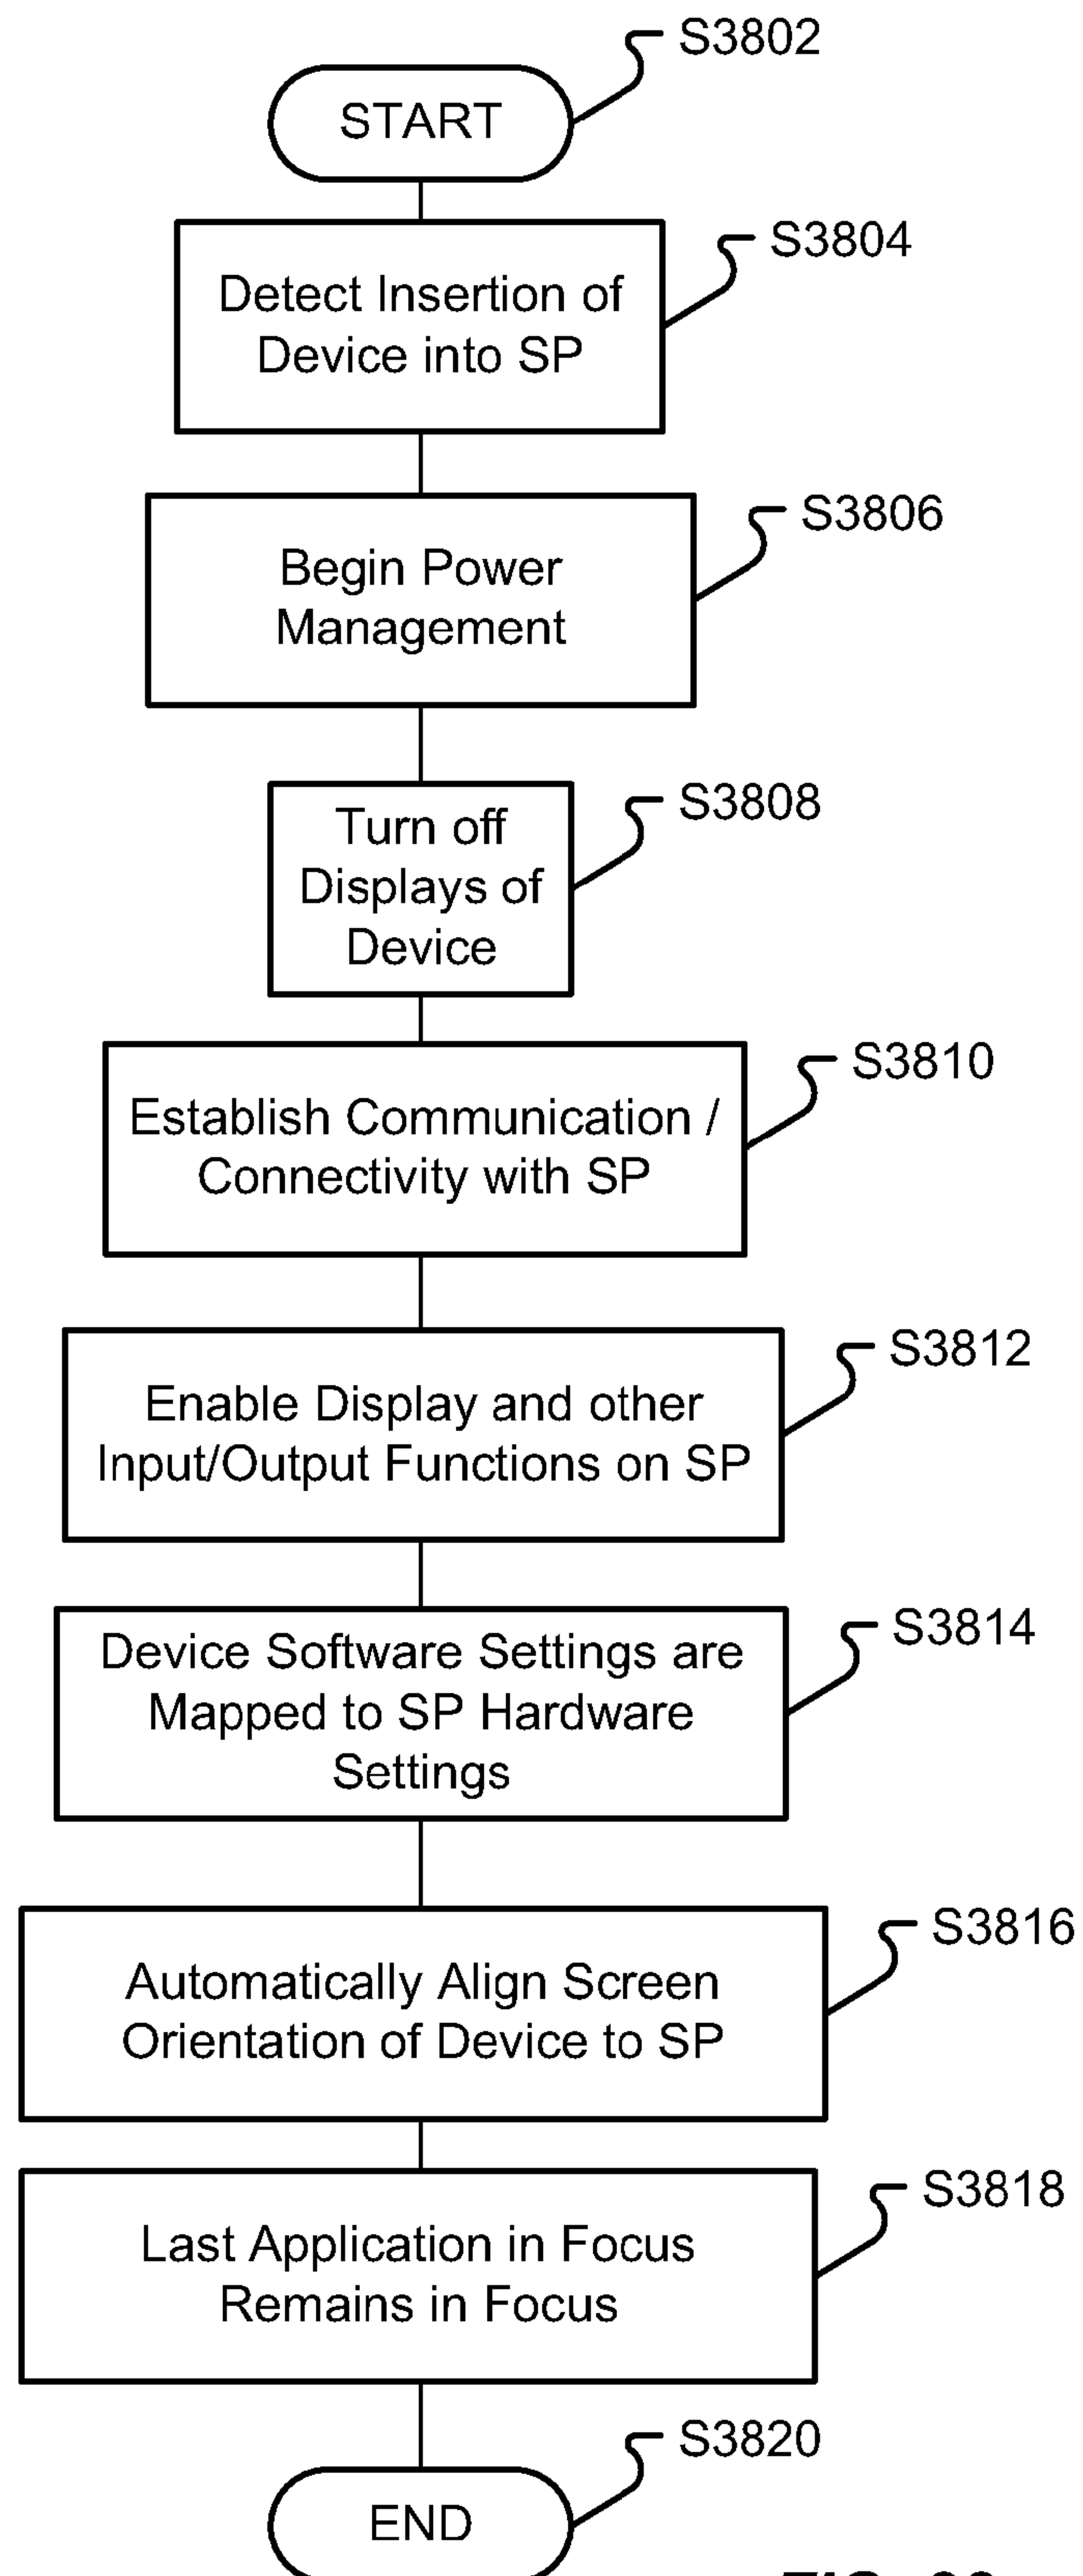 S3802
START
S3804
Detect Insertion of
Device into SP
S3806
Begin Power
Management
S3808
Turn off
Displays of
Device
S3810
Establish Communication /
Connectivity with SP
S3812
Enable Display and other
Input/Output Functions on SP
S3814
Device Software Settings are
Mapped to SP Hardware
Settings
S3816
Automatically Align Screen
Orientation of Device to SP
S3818
Last Application in Focus
Remains in Focus
S3820
END